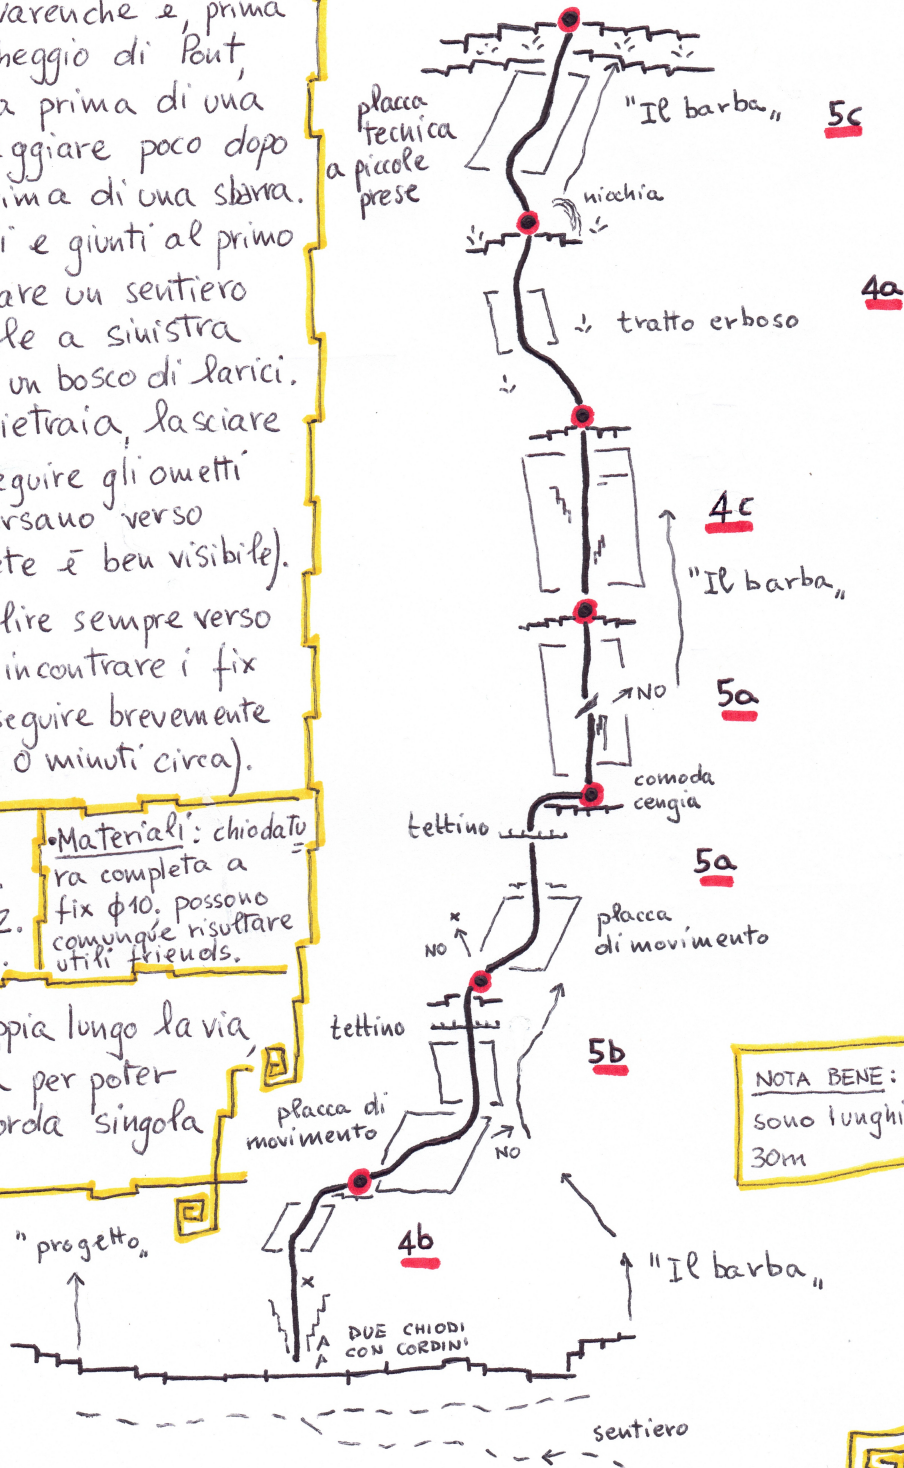 varenche e, prima
heggio di Pont,
a prima di una
ggiare poco dopo
ima di una sbarra.
i e giunti al primo
are un sentiero
le a sinistra
un bosco di larici.
ietraia, lasciare
eguire gli ometti
rsano verso
ete è ben visibile).
lire sempre verso
incontrare i fix
seguire brevemente
0 minuti circa).
2.
•Materiali: chiodatu
ra completa a
fix φ10. possono
comunque risultare
utili friends.
oppia lungo la via,
a per poter
orda singola
placca
tecnica
a piccole
prese
"Il barba„
5c
nicchia
4a
tratto erboso
4c
"Il barba„
NO
5a
comoda
cengia
tettino
5a
placca
di movimento
x
NO
tettino
5b
placca di
movimento
NO
NOTA BENE:
sono lunghi
30m
4b
"progetto„
"Il barba„
x
DUE CHIODI
CON CORDINI
sentiero